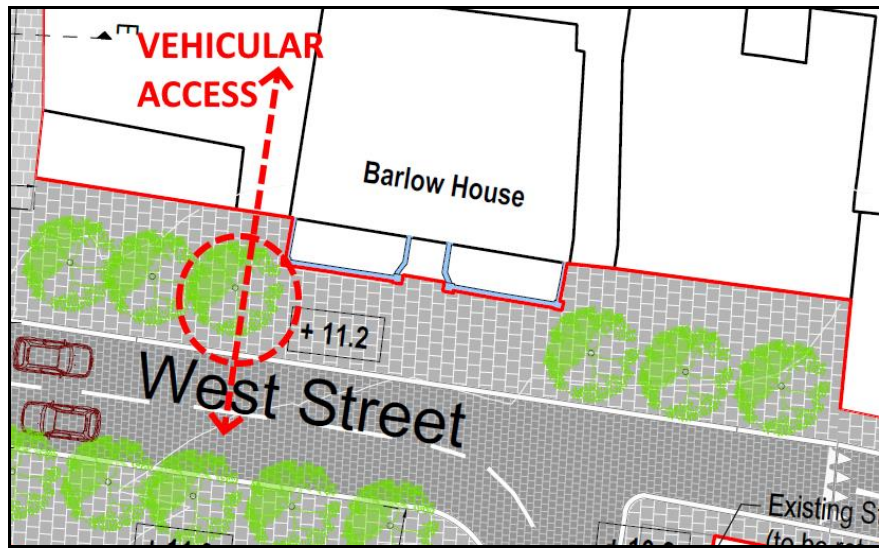 E
VEHICULAR
ACCESS
Barlow House
+ 11.2
West Street
Existing S